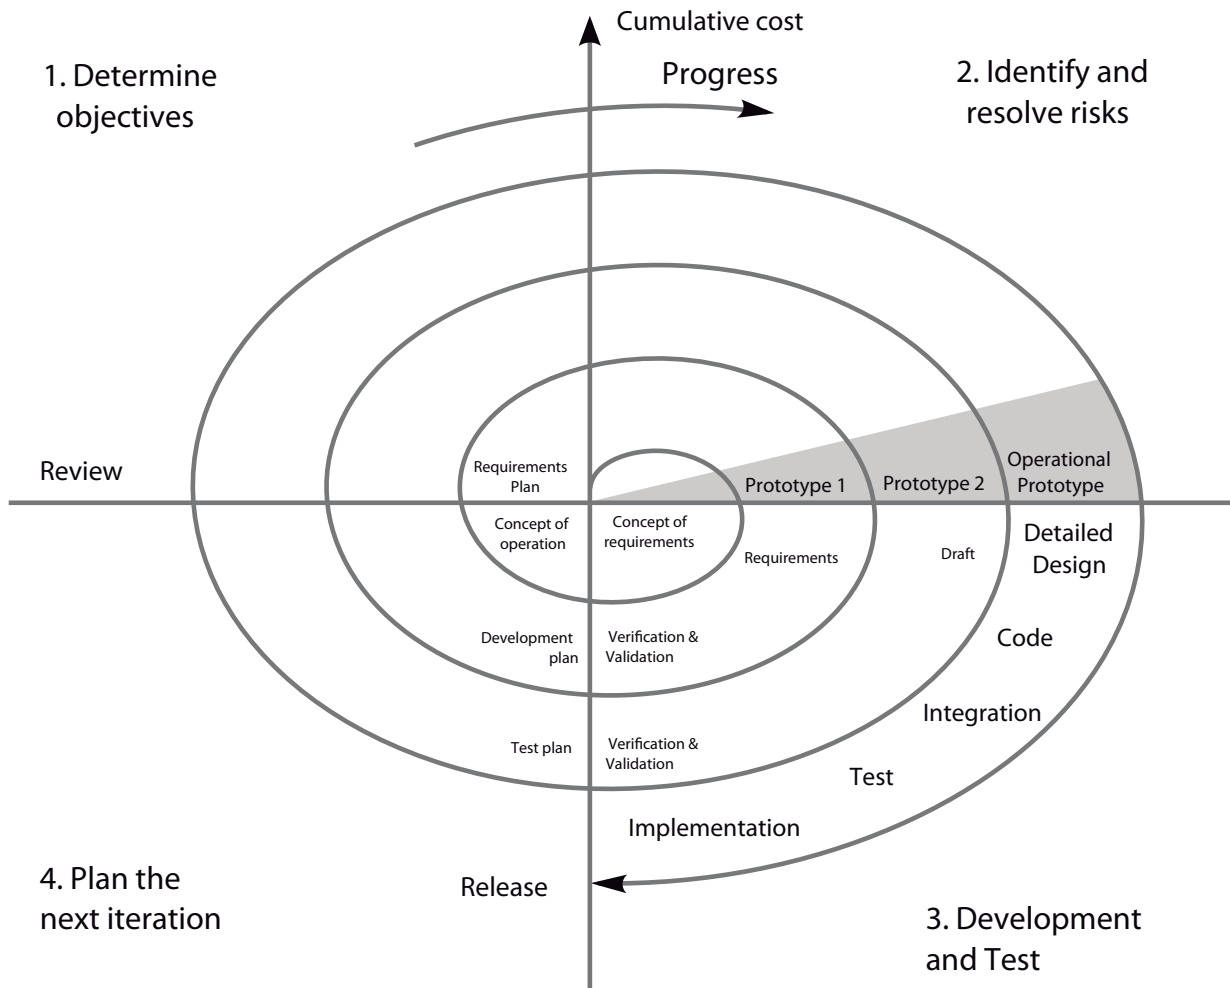 Cumulative cost
Progress
1. Determine
objectives
2. Identify and
resolve risks
Review
Requirements
Plan
Prototype 1
Prototype 2
Operational
Prototype
Concept of
operation
Concept of
requirements
Requirements
Draft
Detailed
Design
Development
plan
Verification &
Validation
Code
Integration
Test plan
Verification &
Validation
Test
Implementation
Release
4. Plan the
next iteration
3. Development
and Test